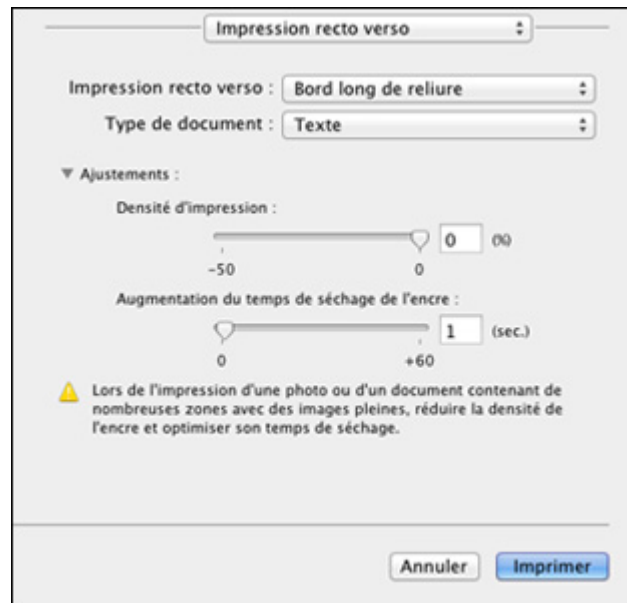 Impression recto verso
Impression recto verso : Bord long de reliure
Type de document : Texte
Ajustements :
Densité d'impression :
0 (%)
-50 0
Augmentation du temps de séchage de l'encre :
1 (sec.)
0 +60
Lors de l'impression d'une photo ou d'un document contenant de
nombreuses zones avec des images pleines, réduire la densité de
l'encre et optimiser son temps de séchage.
Annuler Imprimer